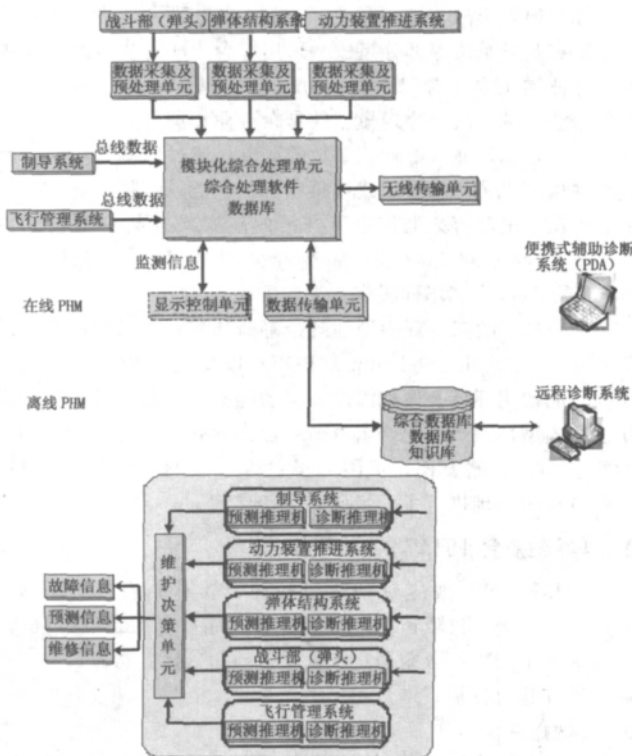 战斗部（弹头） 弹体结构系统 动力装置推进系统
数据采集及 数据采集及 数据采集及
预处理单元 预处理单元 预处理单元
总线数据
制导系统
模块化综合处理单元
综合处理软件
数据库
无线传输单元
总线数据
飞行管理系统
监测信息
便携式辅助诊断
系统（PDA）
在线 PHM
显示控制单元 数据传输单元
离线 PHM
远程诊断系统
综合数据库
数据库
知识库
制导系统
预测推理机 诊断推理机
动力装置推进系统
预测推理机 诊断推理机
弹体结构系统
预测推理机 诊断推理机
战斗部（弹头）
预测推理机 诊断推理机
飞行管理系统
预测推理机 诊断推理机
维护决策单元
故障信息
预测信息
维修信息